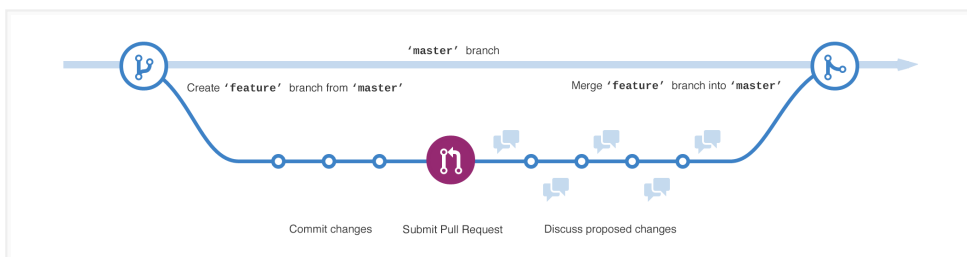 ‘master’ branch
Create ‘feature’ branch from ‘master’
Merge ‘feature’ branch into ‘master’
Commit changes
Submit Pull Request
Discuss proposed changes